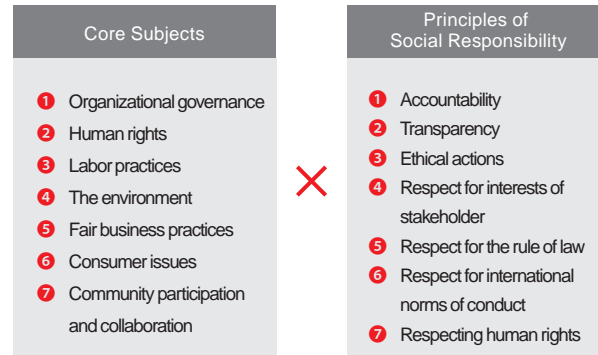 Core Subjects
1 Organizational governance
2 Human rights
3 Labor practices
4 The environment
5 Fair business practices
6 Consumer issues
7 Community participation
and collaboration
Principles of
Social Responsibility
1 Accountability
2 Transparency
3 Ethical actions
4 Respect for interests of
stakeholder
5 Respect for the rule of law
6 Respect for international
norms of conduct
7 Respecting human rights